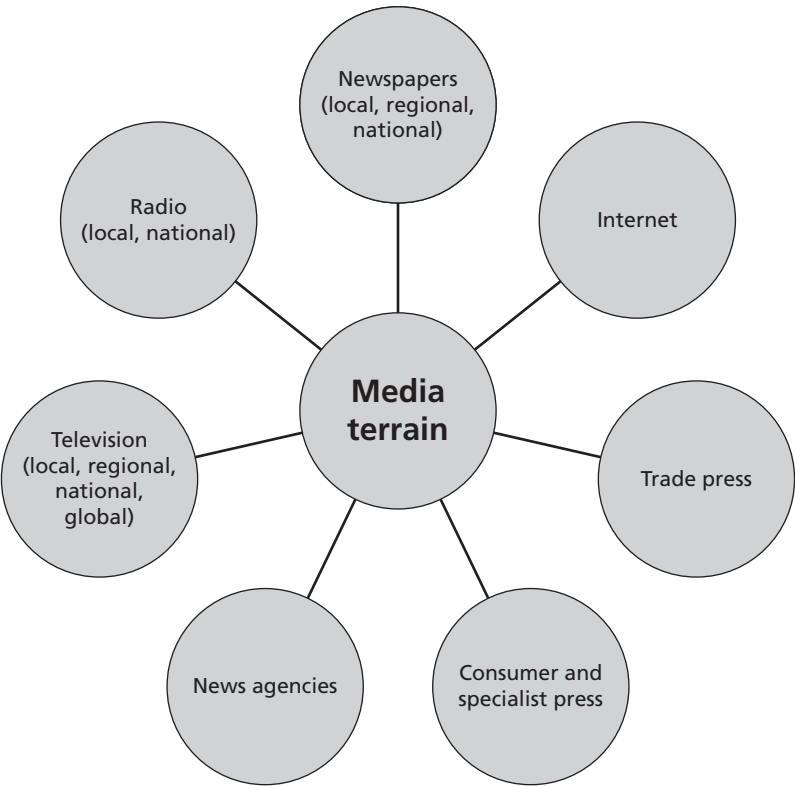 Newspapers
(local, regional,
national)
Radio
(local, national)
Internet
Media
terrain
Television
(local, regional,
national,
global)
Trade press
News agencies
Consumer and
specialist press